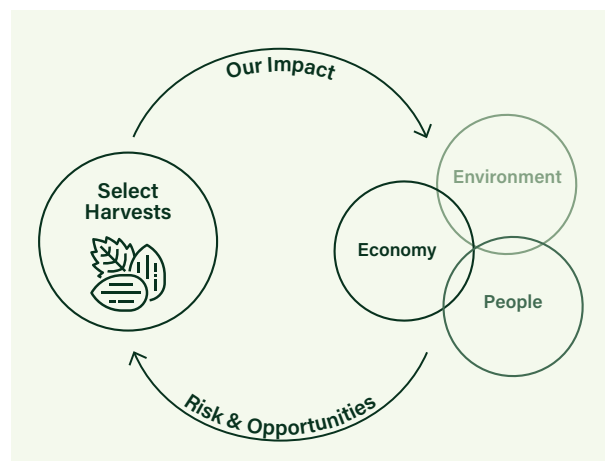 Our Impact
Select
Harvests
Environment
Economy
People
Risk & Opportunities